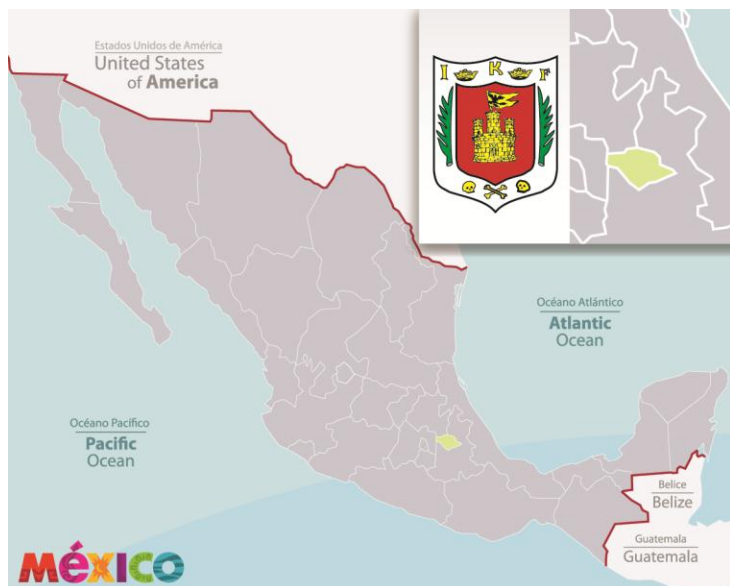 Estados Unidos de América
United States
of America
I K F
Océano Atlántico
Atlantic
Ocean
Océano Pacífico
Pacific
Ocean
Belice
Belize
Guatemala
Guatemala
México